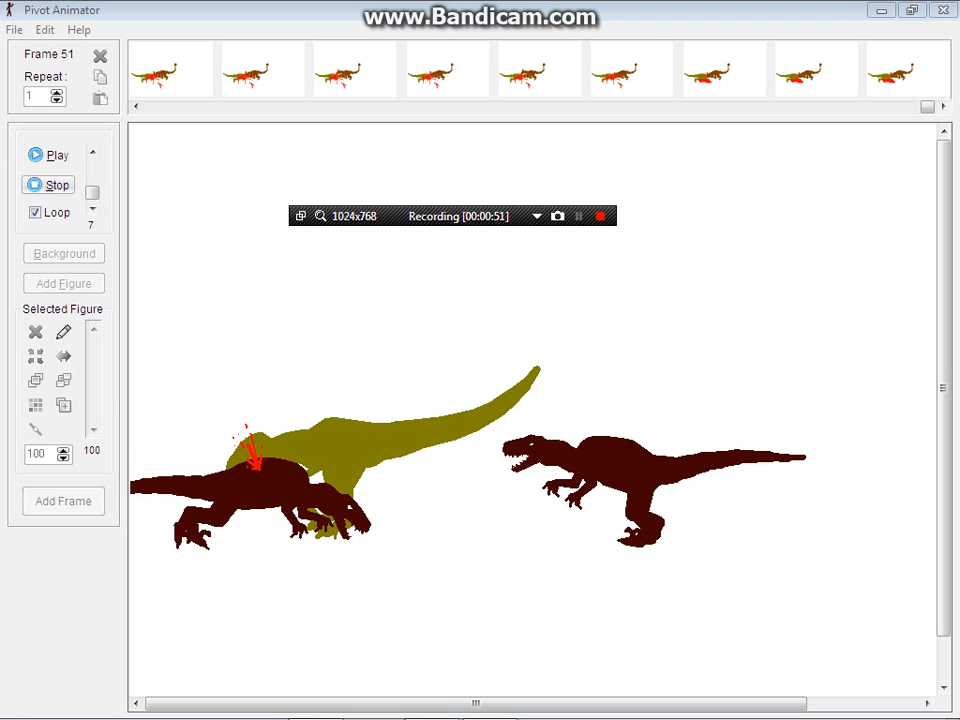 Pivot Animator
www.Bandicam.com
File Edit Help
Frame 51
Repeat :
1
Play
Stop
Loop
7
Background
Add Figure
Selected Figure
100
100
Add Frame
1024x768 Recording [00:00:51]